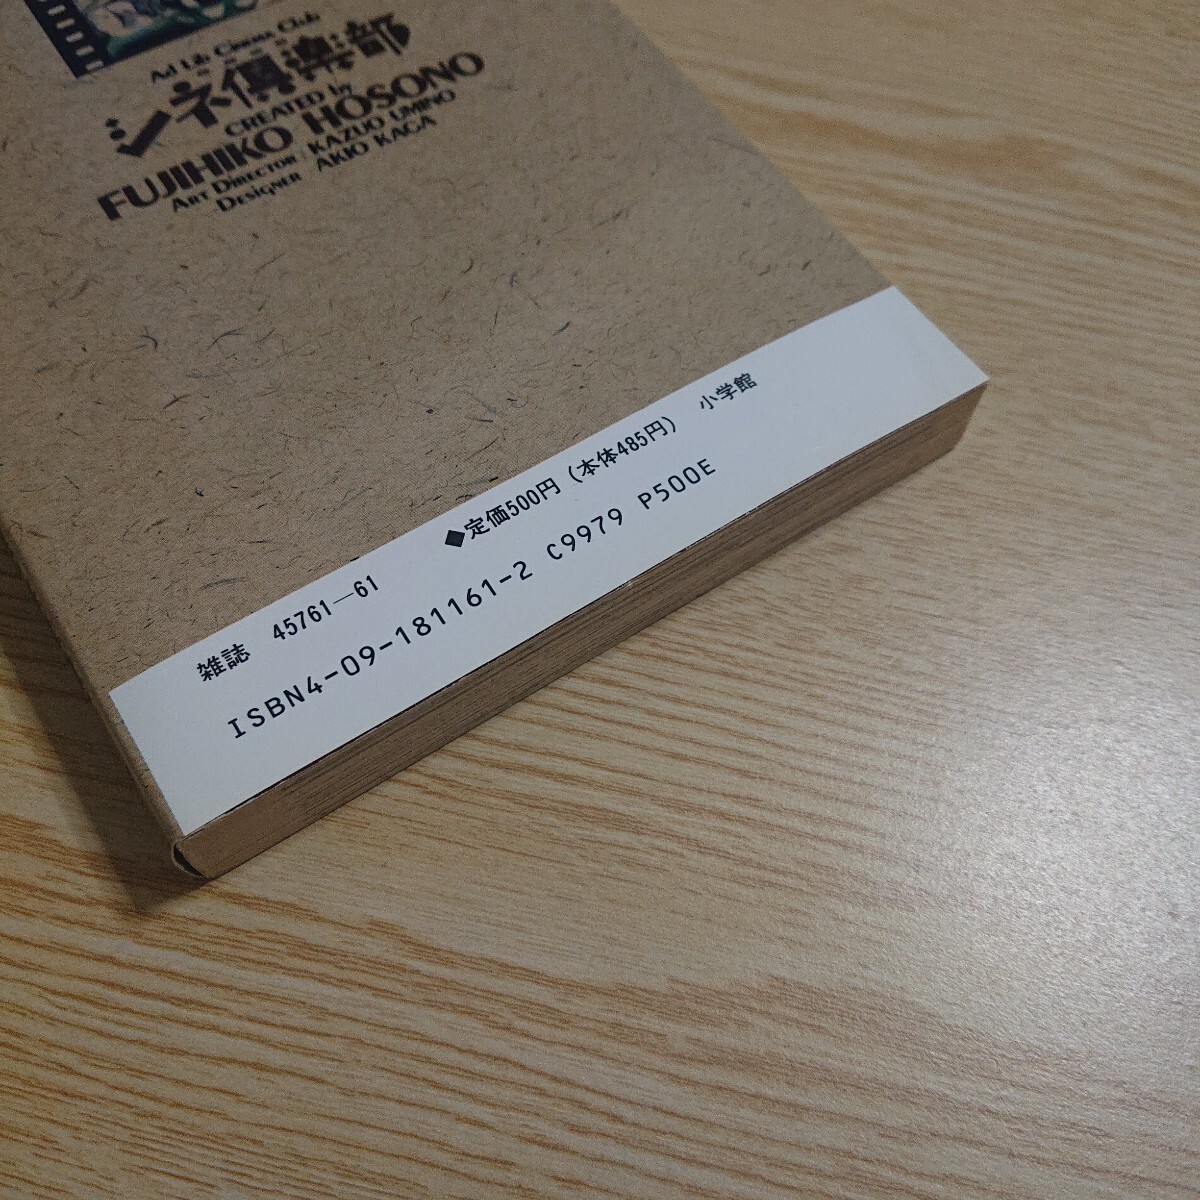 Ad Lib Cinema Club
シネ倶楽部
CREATED by
FUJIHIKO HOSONO
ART DIRECTOR : KAZUO UMINO
DESIGNER AKIO KAGA
◆定価500円（本体485円） 小学館
雑誌 45761―61
ISBN4-09-181161-2 C9979 P500E